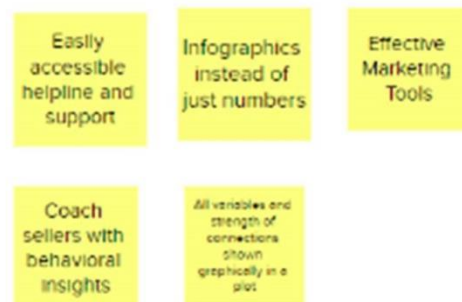 Easily
accessible
helpline and
support
Infographics
instead of
just numbers
Effective
Marketing
Tools
Coach
sellers with
behavioral
insights
All variables and
strength of
connections
shown
graphically in a
plot